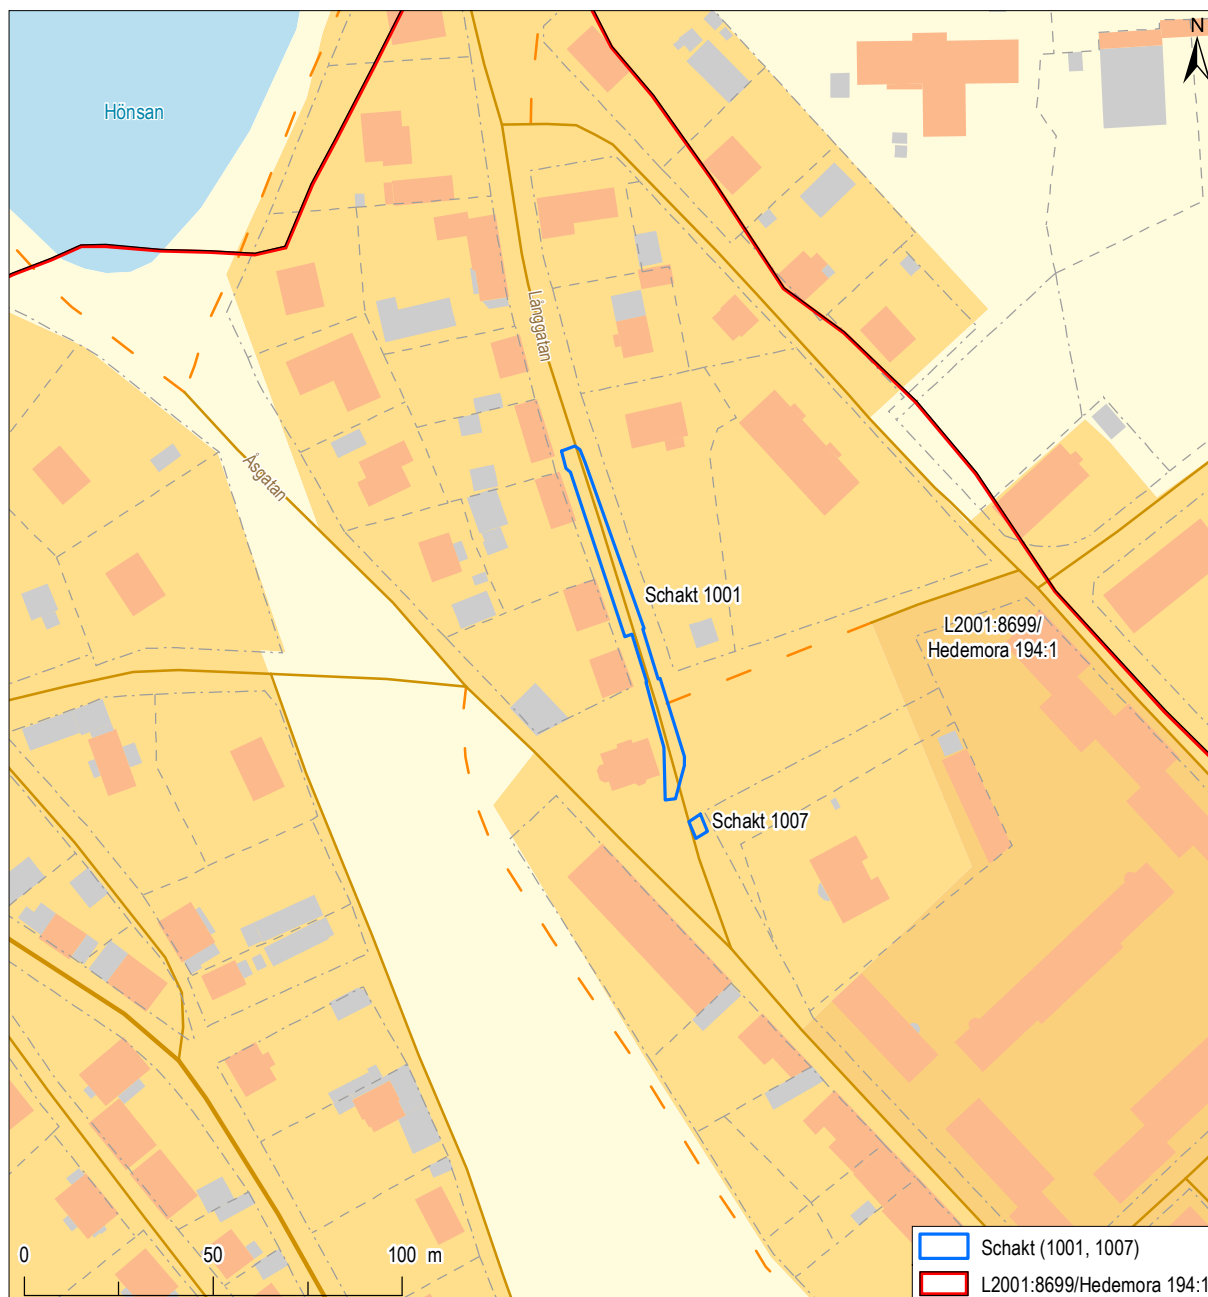 N
Hönsan
Långgatan
Åsgatan
Schakt 1001
L2001:8699/
Hedemora 194:1
Schakt 1007
0 50 100 m
Schakt (1001, 1007)
L2001:8699/Hedemora 194:1